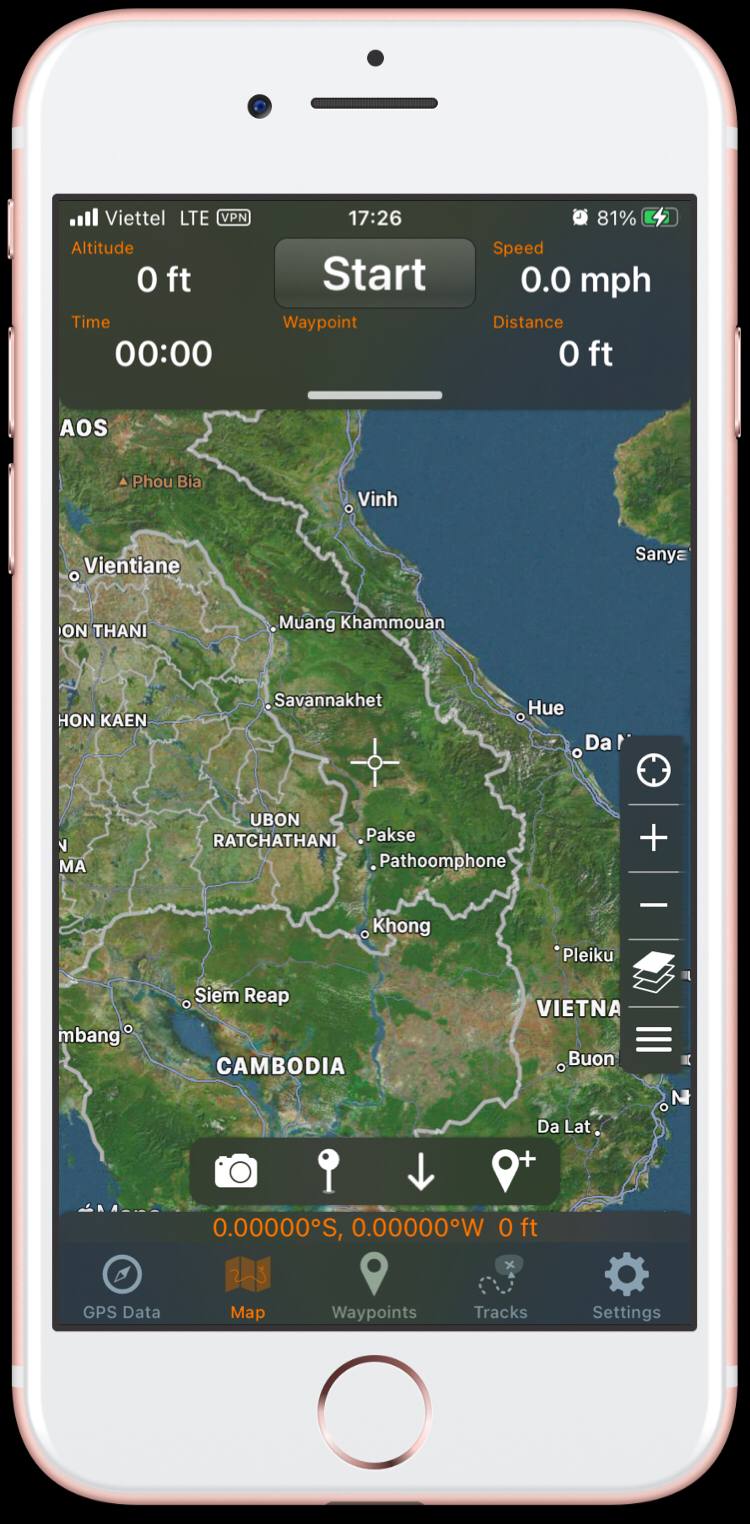 Viettel LTE VPN 17:26 81%
Altitude
0 ft
Start
Speed
0.0 mph
Time
00:00
Waypoint
Distance
0 ft
AOS
Phou Bia
Vinh
Sanya
Vientiane
Muang Khammouan
DON THANI
Savannakhet
HON KAEN
Hue
Da N
UBON
RATCHATHANI
Pakse
N
MA
Pathoomphone
Khong
Pleiku
Siem Reap
VIETNA
mbang
CAMBODIA
Buon
Da Lat
0.00000°S, 0.00000°W 0 ft
GPS Data
Map
Waypoints
Tracks
Settings